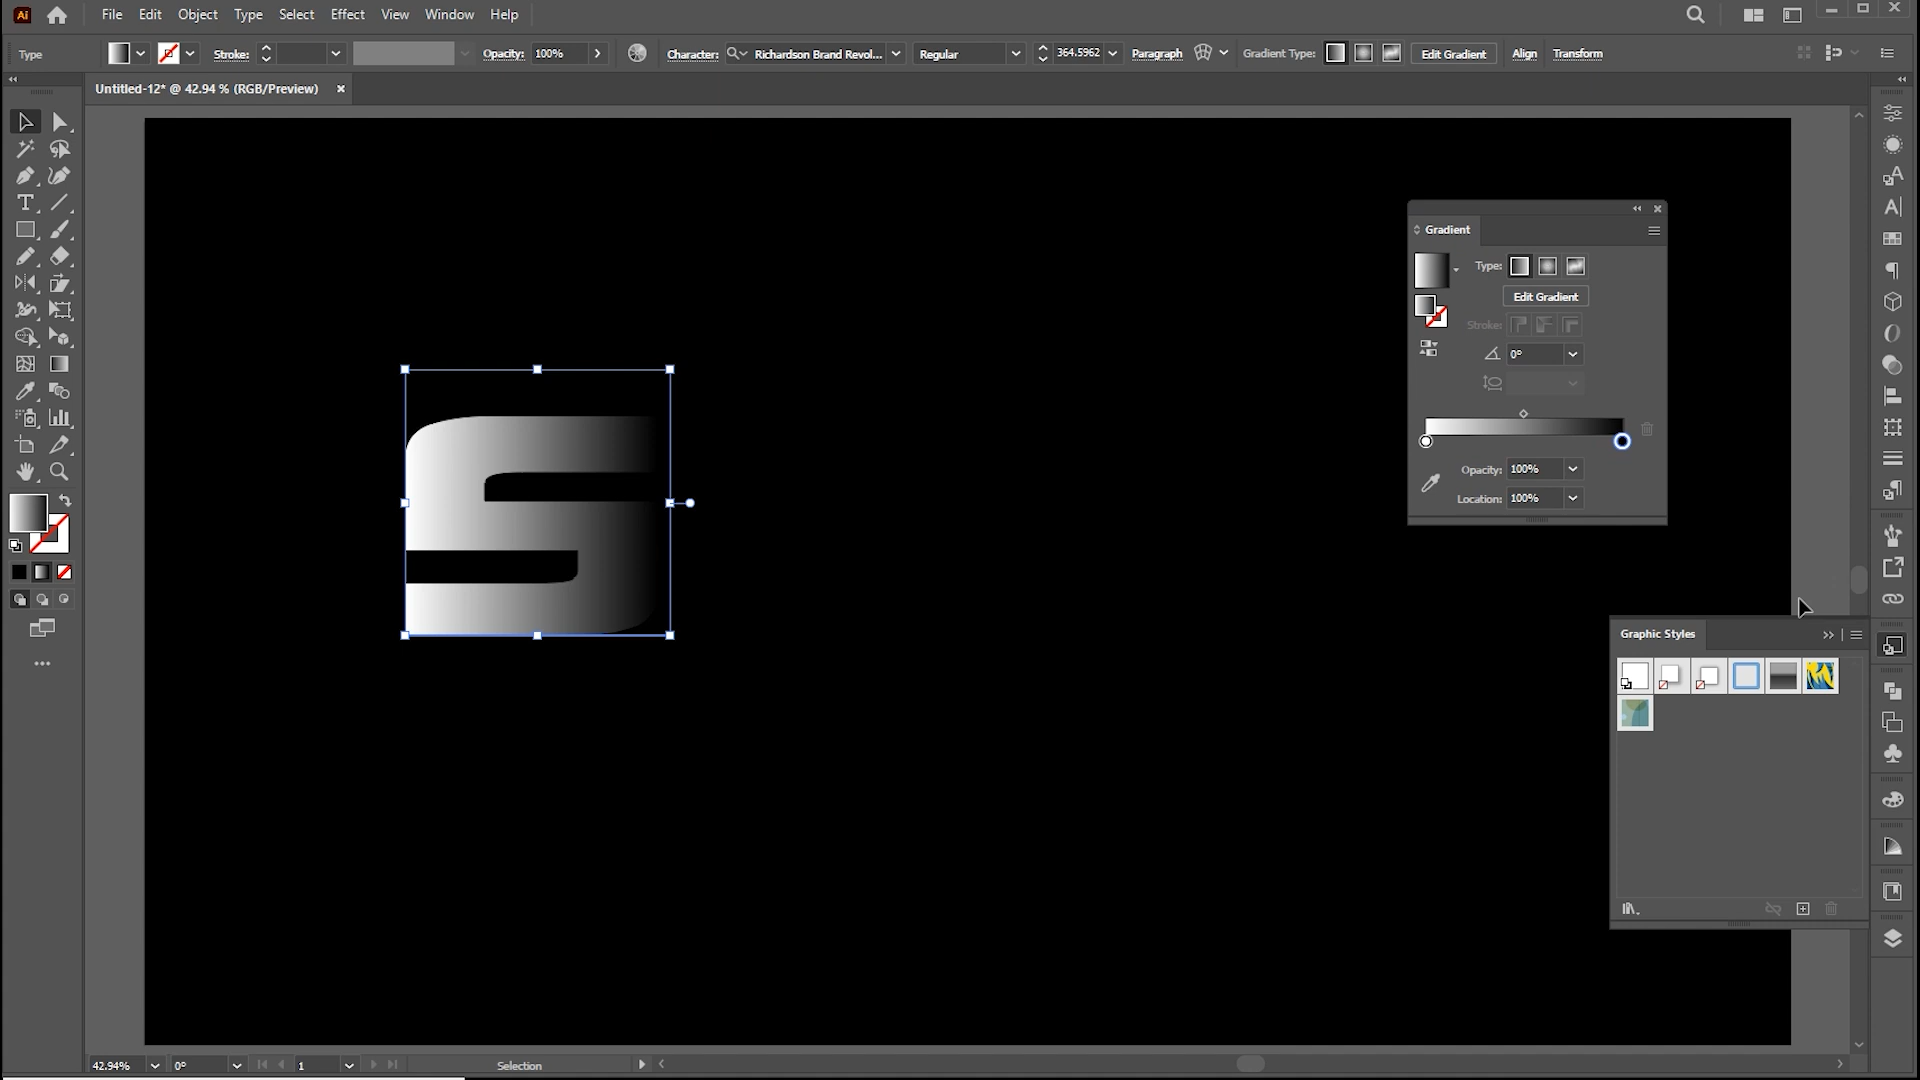 Ai File Edit Object Type Select Effect View Window Help
Type Stroke: Opacity: 100% Character: Richardson Brand Revol... Regular 364.5962 Paragraph Gradient Type: Edit Gradient Align Transform
Untitled-12* @ 42.94 % (RGB/Preview) ×
Gradient
Type:
Edit Gradient
Stroke:
0°
Opacity: 100%
Location: 100%
S
Graphic Styles
42.94% 0° 1 Selection